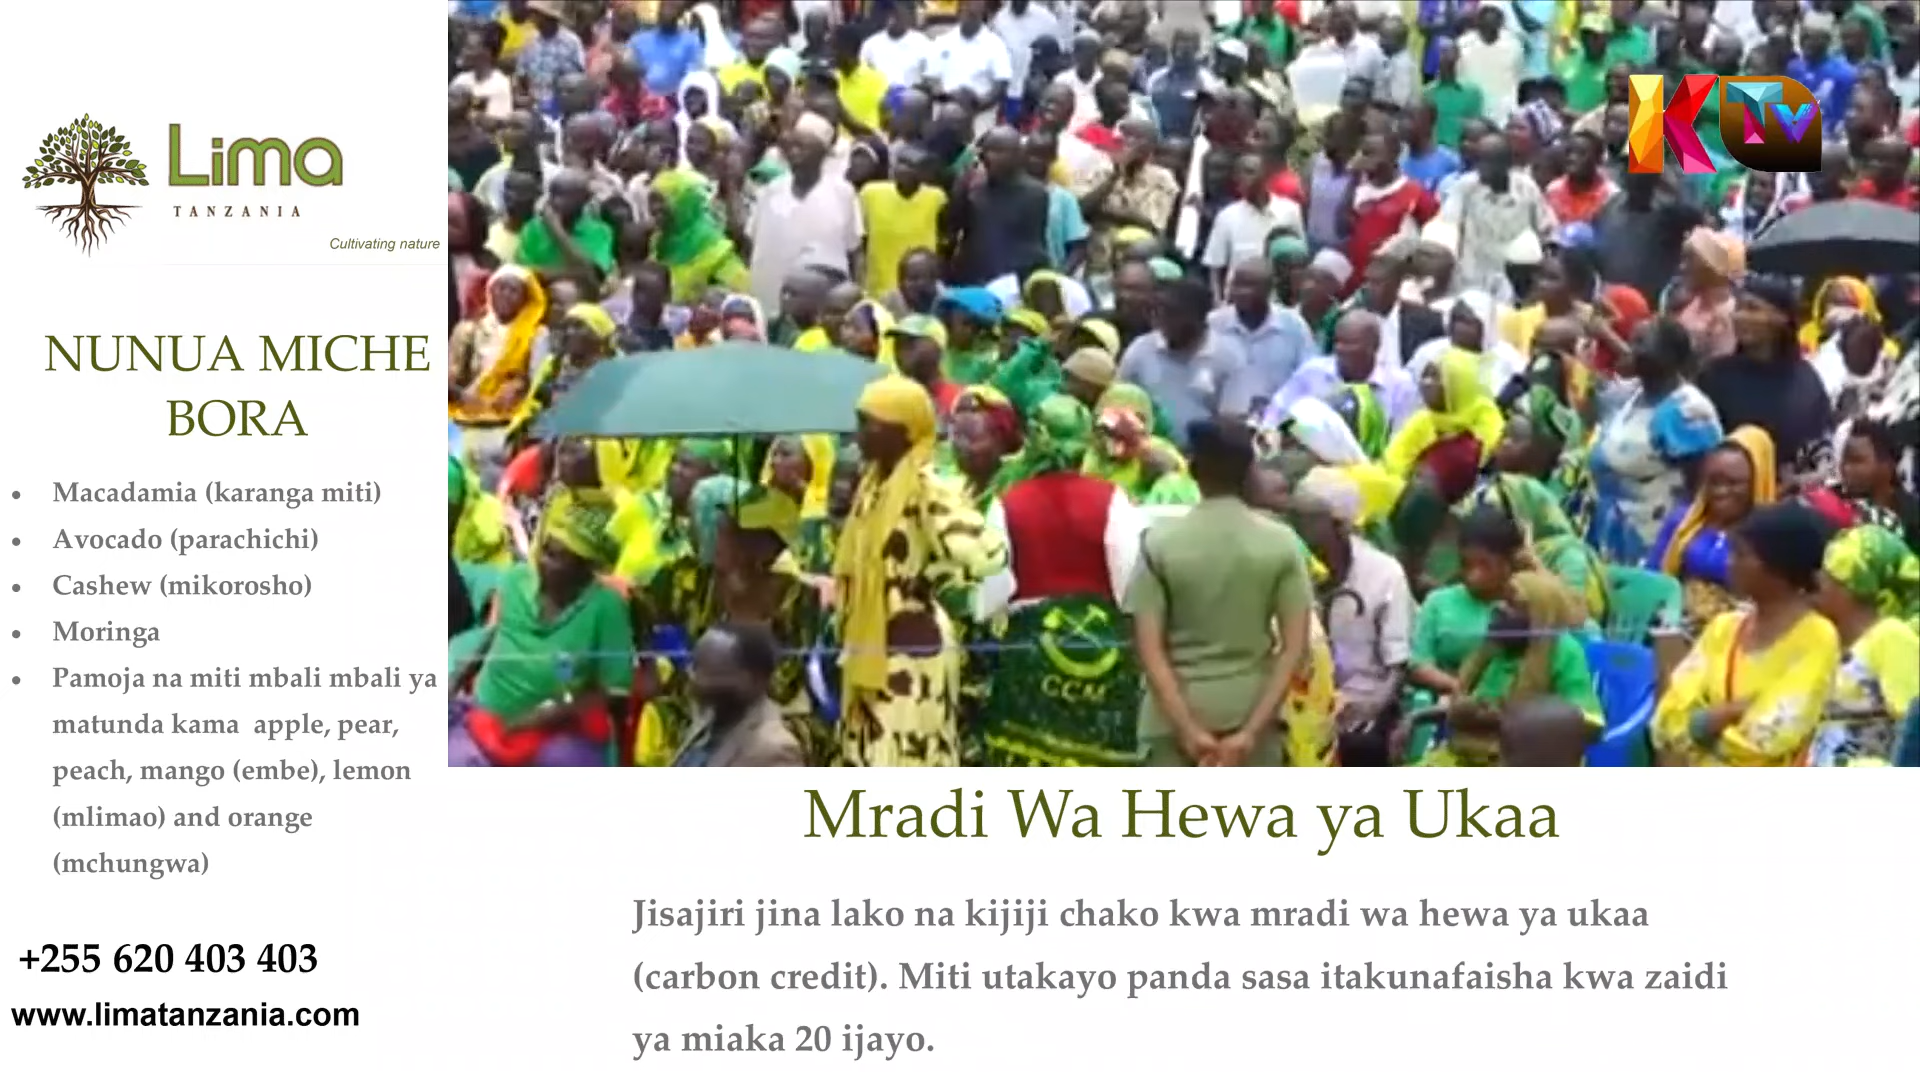 Lima
TANZANIA
Cultivating nature
NUNUA MICHE
BORA
Macadamia (karanga miti)
Avocado (parachichi)
Cashew (mikorosho)
Moringa
Pamoja na miti mbali mbali ya
matunda kama apple, pear,
peach, mango (embe), lemon
(mlimao) and orange
(mchungwa)
+255 620 403 403
www.limatanzania.com
KTv
CCM
Mradi Wa Hewa ya Ukaa
Jisajiri jina lako na kijiji chako kwa mradi wa hewa ya ukaa
(carbon credit). Miti utakayo panda sasa itakunafaisha kwa zaidi
ya miaka 20 ijayo.